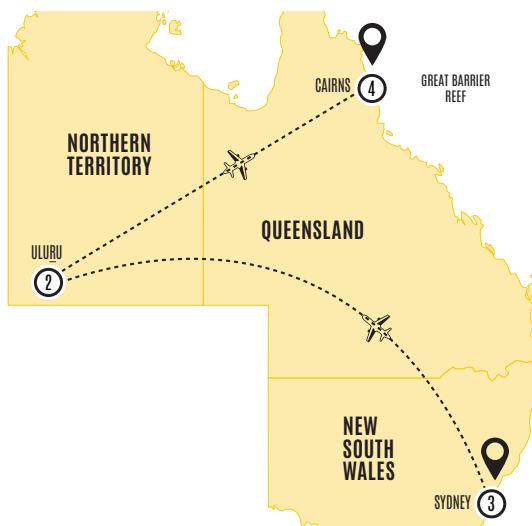 CAIRNS
4
GREAT BARRIER
REEF
NORTHERN
TERRITORY
QUEENSLAND
ULURU
2
NEW
SOUTH
WALES
SYDNEY
3